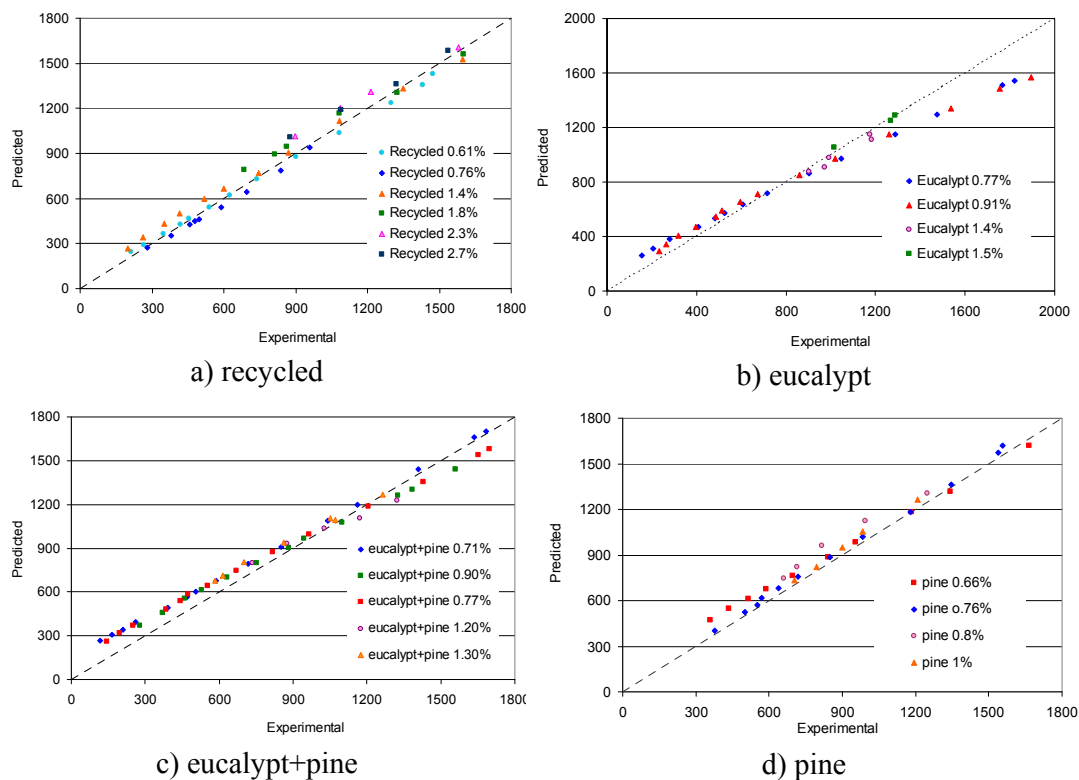 1800
1500
1200
900
600
300
0
Predicted
300 600 900 1200 1500 1800
Experimental
Recycled 0.61%
Recycled 0.76%
Recycled 1.4%
Recycled 1.8%
Recycled 2.3%
Recycled 2.7%
a) recycled
2000
1600
1200
800
400
0
Predicted
0 400 800 1200 1600 2000
Experimental
Eucalypt 0.77%
Eucalypt 0.91%
Eucalypt 1.4%
Eucalypt 1.5%
b) eucalypt
1800
1500
1200
900
600
300
0
Predicted
300 600 900 1200 1500 1800
Experimental
eucalypt+pine 0.71%
eucalypt+pine 0.90%
eucalypt+pine 0.77%
eucalypt+pine 1.20%
eucalypt+pine 1.30%
c) eucalypt+pine
1800
1500
1200
900
600
300
0
Predicted
0 300 600 900 1200 1500 1800
Experimental
pine 0.66%
pine 0.76%
pine 0.8%
pine 1%
d) pine